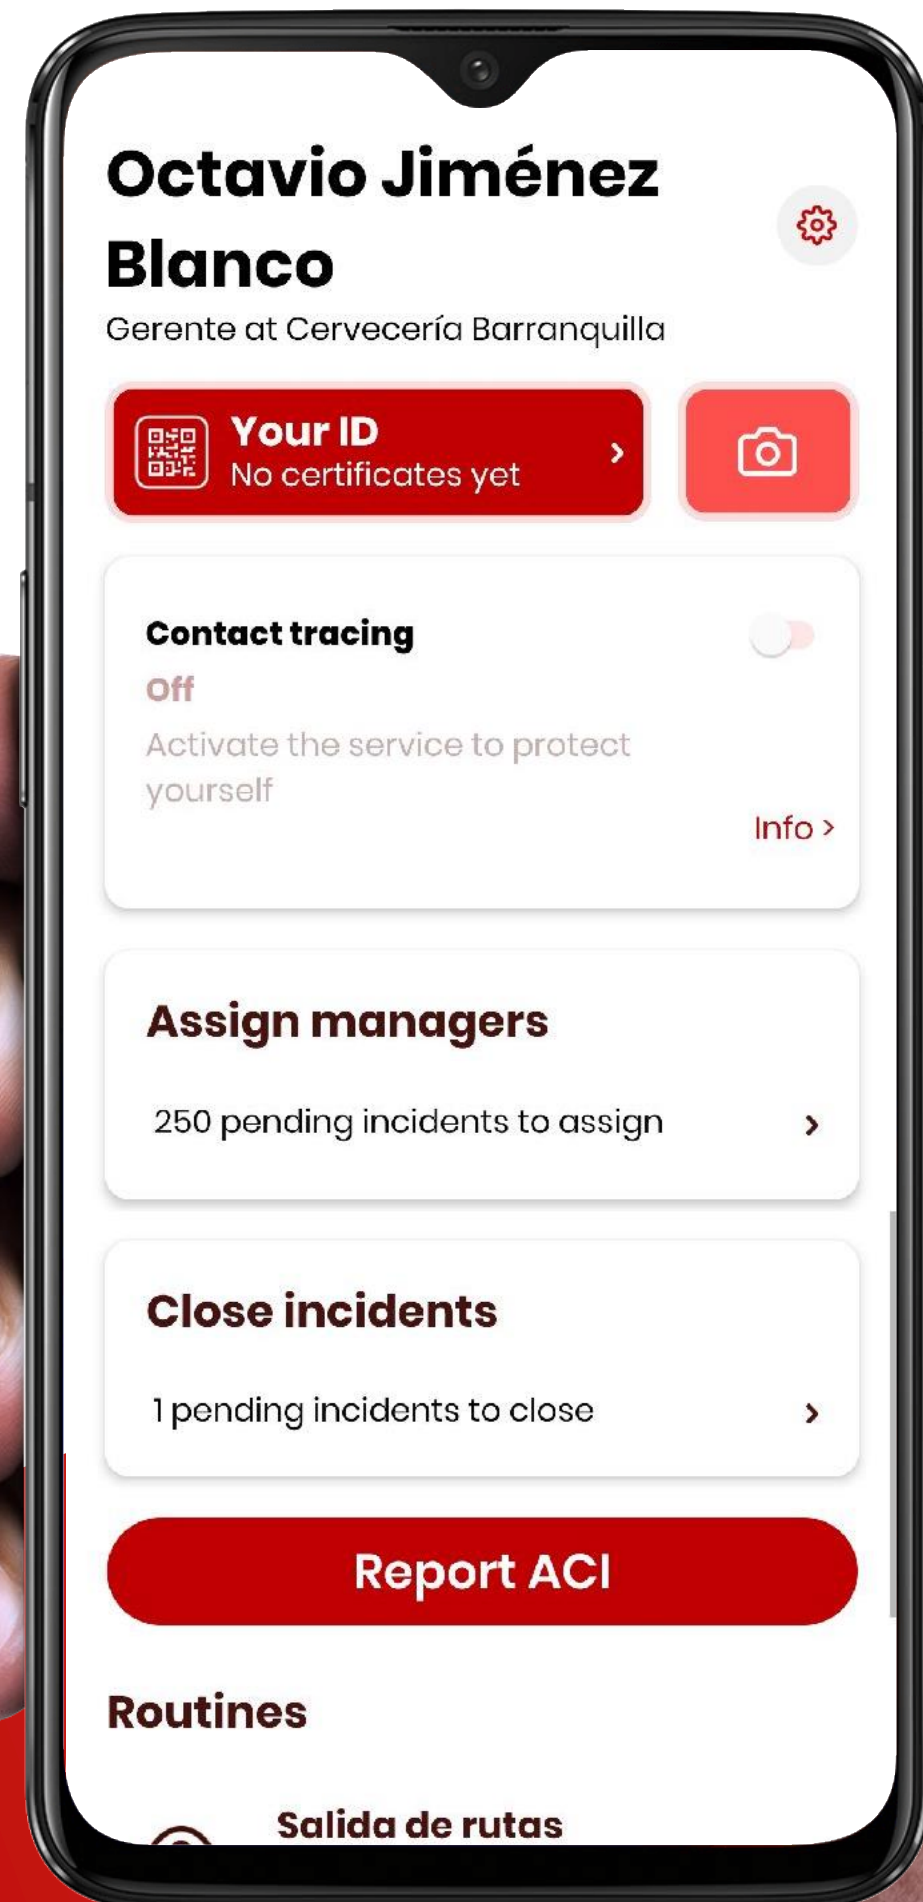 Octavio Jiménez
Blanco
Gerente at Cervecería Barranquilla
Your ID
No certificates yet
Contact tracing
Off
Activate the service to protect
yourself
Info >
Assign managers
250 pending incidents to assign
Close incidents
1 pending incidents to close
Report ACI
Routines
Salida de rutas